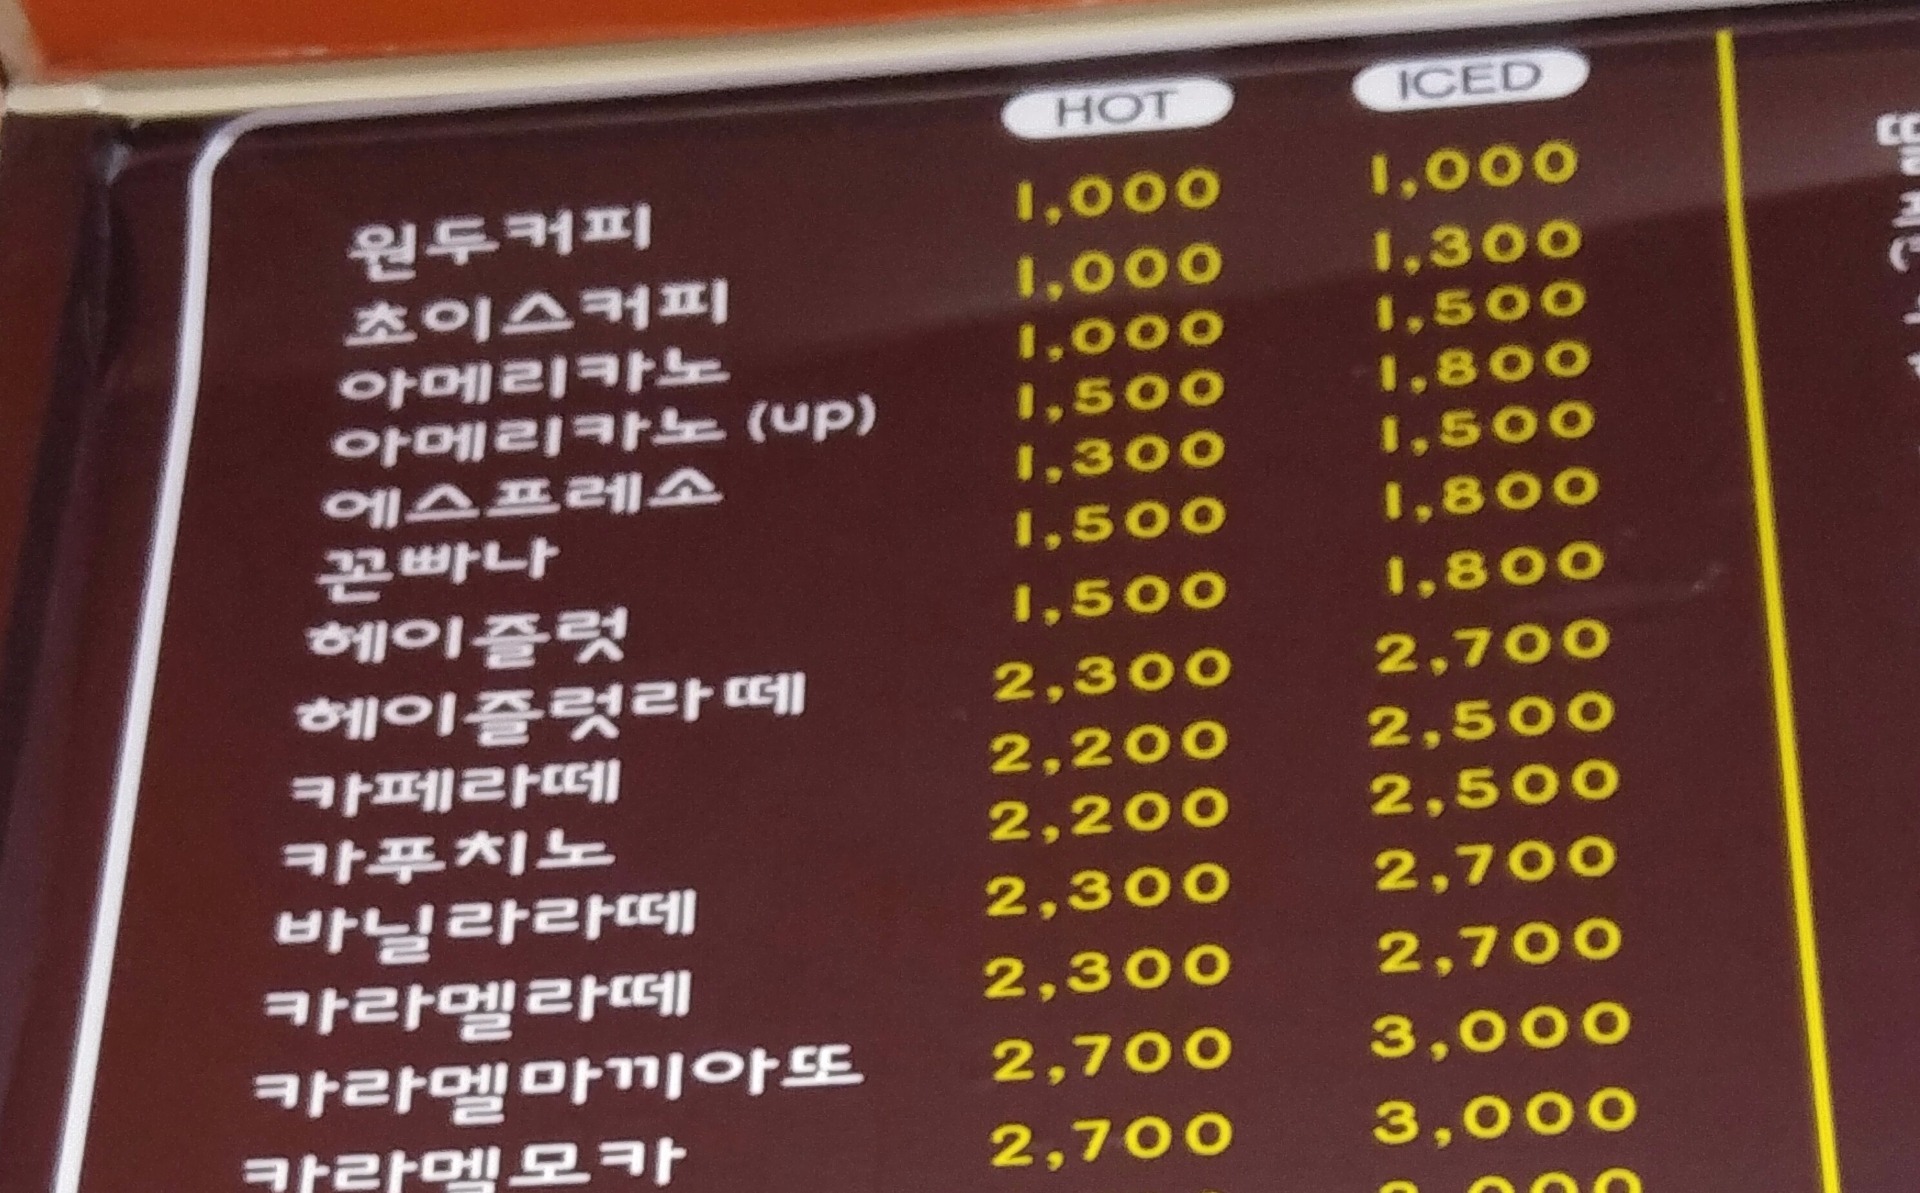 HOT ICED
원두커피 1,000 1,000
초이스커피 1,000 1,300
아메리카노 1,000 1,500
아메리카노 (up) 1,500 1,800
에스프레소 1,300 1,500
꼰빠나 1,500 1,800
헤이즐럿 1,500 1,800
헤이즐럿라떼 2,300 2,700
카페라떼 2,200 2,500
카푸치노 2,200 2,500
바닐라라떼 2,300 2,700
카라멜라떼 2,300 2,700
카라멜마끼아또 2,700 3,000
카라멜모카 2,700 3,000